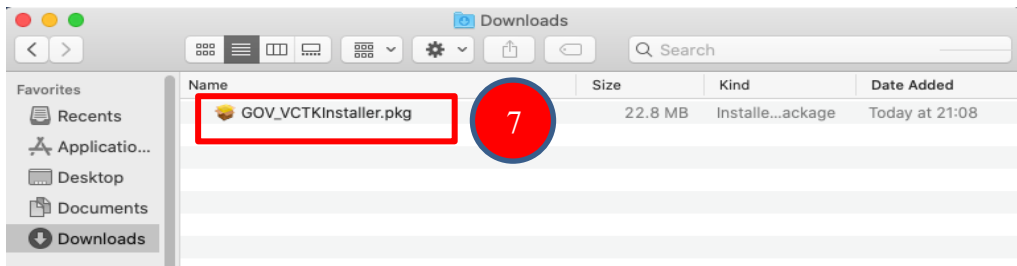 Downloads
Search
Favorites
Name Size Kind Date Added
GOV_VCTKInstaller.pkg 7 22.8 MB Installe...ackage Today at 21:08
Recents
Applicatio...
Desktop
Documents
Downloads